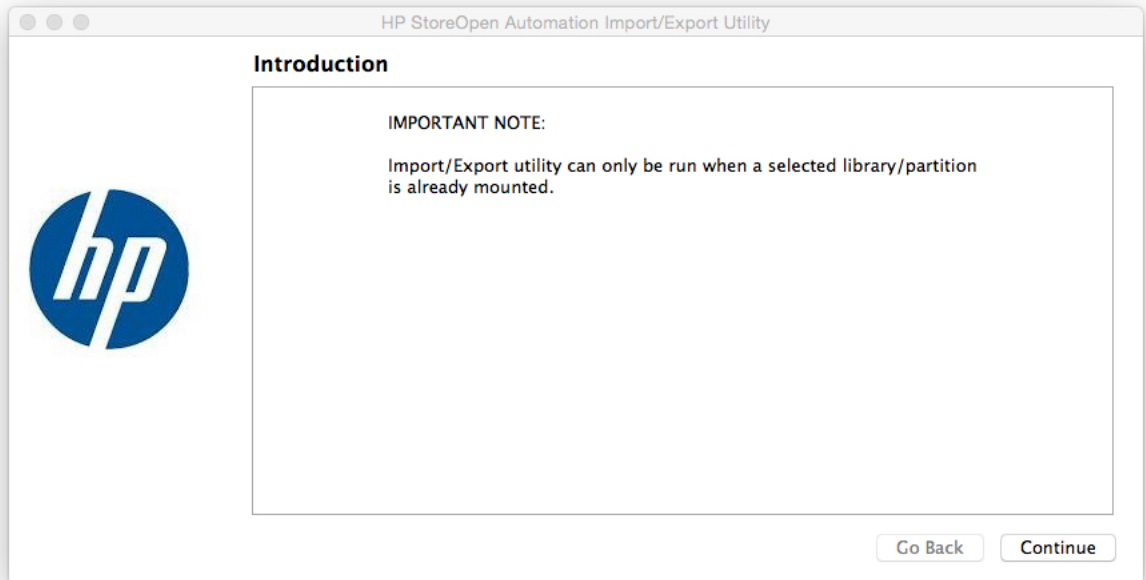 HP StoreOpen Automation Import/Export Utility
Introduction
IMPORTANT NOTE:
Import/Export utility can only be run when a selected library/partition
is already mounted.
hp
Go Back
Continue